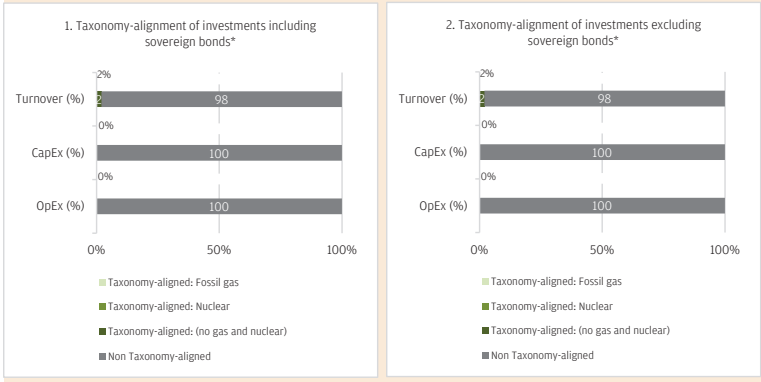 1. Taxonomy-alignment of investments including
sovereign bonds*
2%
Turnover (%) 2 98
0%
CapEx (%) 100
0%
OpEx (%) 100
0% 50% 100%
Taxonomy-aligned: Fossil gas
Taxonomy-aligned: Nuclear
Taxonomy-aligned: (no gas and nuclear)
Non Taxonomy-aligned
2. Taxonomy-alignment of investments excluding
sovereign bonds*
2%
Turnover (%) 2 98
0%
CapEx (%) 100
0%
OpEx (%) 100
0% 50% 100%
Taxonomy-aligned: Fossil gas
Taxonomy-aligned: Nuclear
Taxonomy-aligned: (no gas and nuclear)
Non Taxonomy-aligned